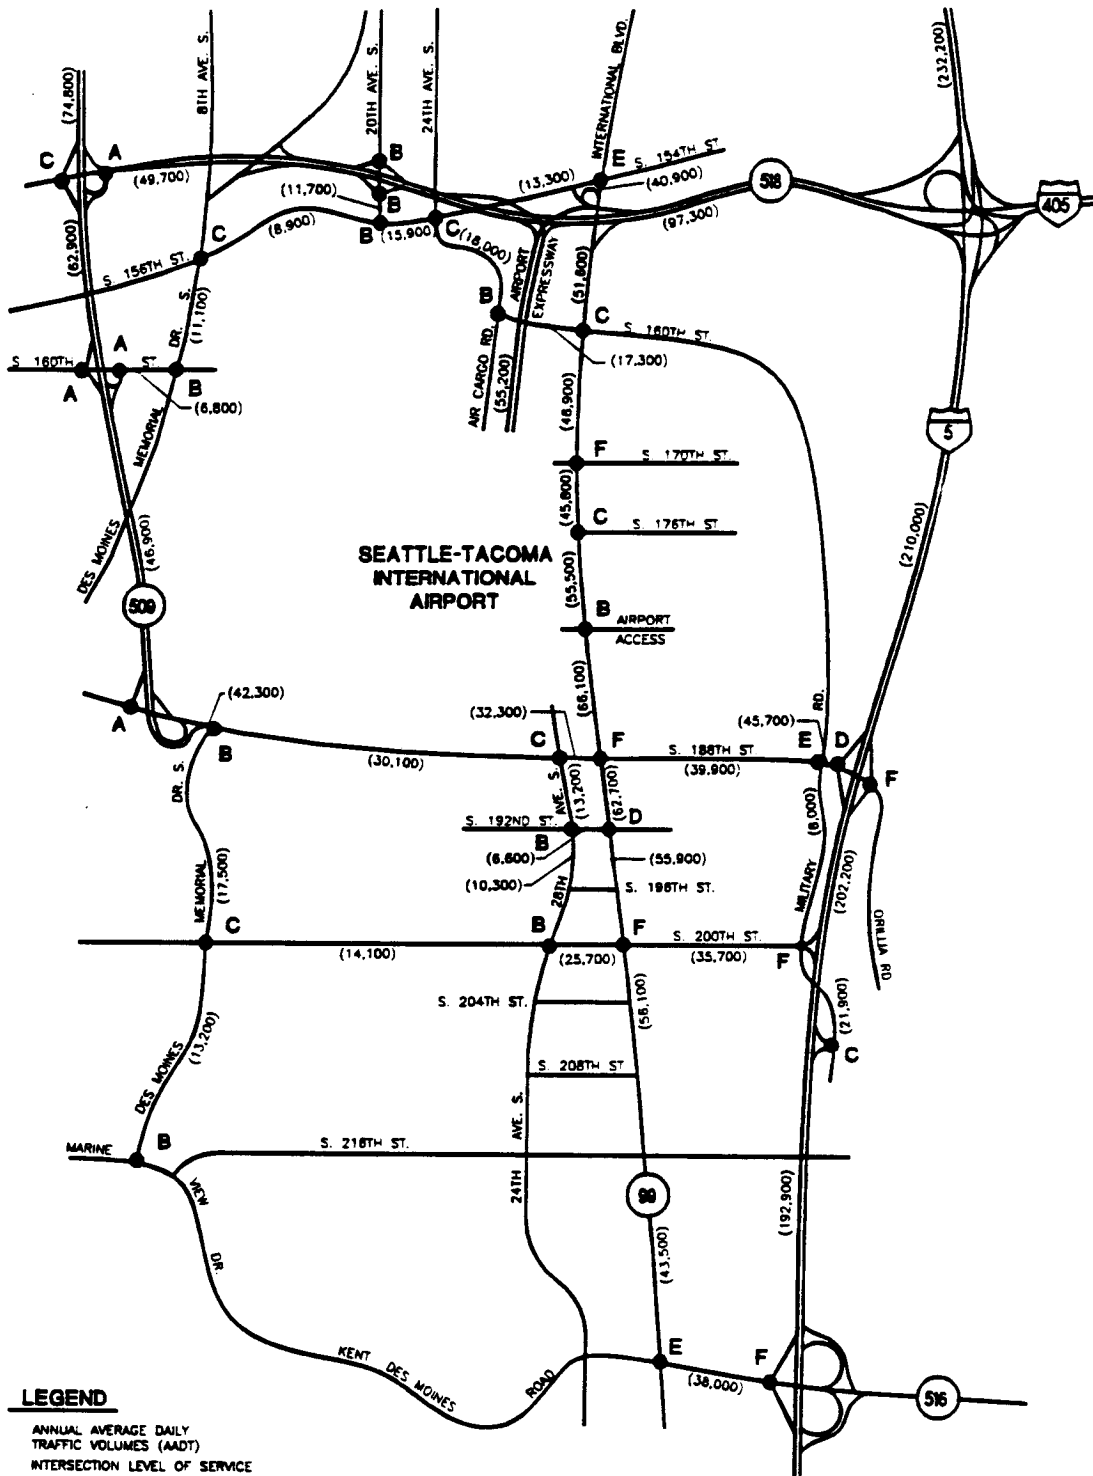 (74,800)
8TH AVE. S.
20TH AVE. S.
24TH AVE. S.
INTERNATIONAL BLVD.
(232,200)
C
A
(49,700)
B
(11,700)
B
B
(15,900)
C
(13,300)
E
S. 154TH ST.
(40,900)
518
405
(97,300)
(8,900)
(18,000)
(62,900)
S. 156TH ST.
C
AIRPORT
EXPRESSWAY
(51,800)
B
C
S. 160TH ST.
(17,300)
(11,100)
DR. S.
S. 160TH
ST.
A
A
B
(6,800)
AIR CARGO RD.
(55,200)
(48,900)
5
MEMORIAL
DES MOINES
F
S. 170TH ST.
(45,800)
C
S. 176TH ST.
(46,900)
509
SEATTLE-TACOMA
INTERNATIONAL
AIRPORT
(55,500)
(210,000)
B
AIRPORT
ACCESS
(66,100)
(42,300)
A
B
(32,300)
(45,700)
RD.
C
F
S. 188TH ST.
E
D
F
(30,100)
(39,900)
DR. S.
AVE. S.
(13,200)
(62,700)
(8,000)
S. 192ND ST.
B
D
(6,600)
(55,900)
(10,300)
28TH
S. 196TH ST.
MEMORIAL
(17,500)
MILITARY
(202,200)
ORILLIA RD
C
B
F
S. 200TH ST.
F
(14,100)
(25,700)
(35,700)
S. 204TH ST.
(56,100)
(21,900)
C
(13,200)
DES MOINES
S. 208TH ST
AVE. S.
24TH
MARINE
B
S. 216TH ST.
VIEW
DR.
99
(192,900)
(43,500)
KENT
DES MOINES
ROAD
E
(38,000)
F
516
LEGEND
ANNUAL AVERAGE DAILY
TRAFFIC VOLUMES (AADT)
INTERSECTION LEVEL OF SERVICE